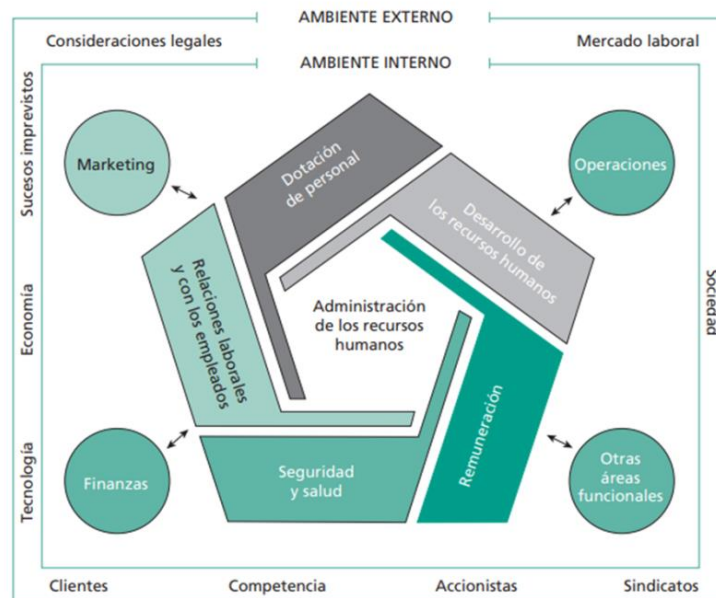 AMBIENTE EXTERNO
Consideraciones legales
Mercado laboral
AMBIENTE INTERNO
Sucesos imprevistos
Economía
Tecnología
Marketing
Dotación
de personal
Operaciones
Desarrollo de
los recursos humanos
Relaciones laborales
y con los empleados
Administración
de los recursos
humanos
Sociedad
Finanzas
Seguridad
y salud
Remuneración
Otras
áreas
funcionales
Clientes
Competencia
Accionistas
Sindicatos